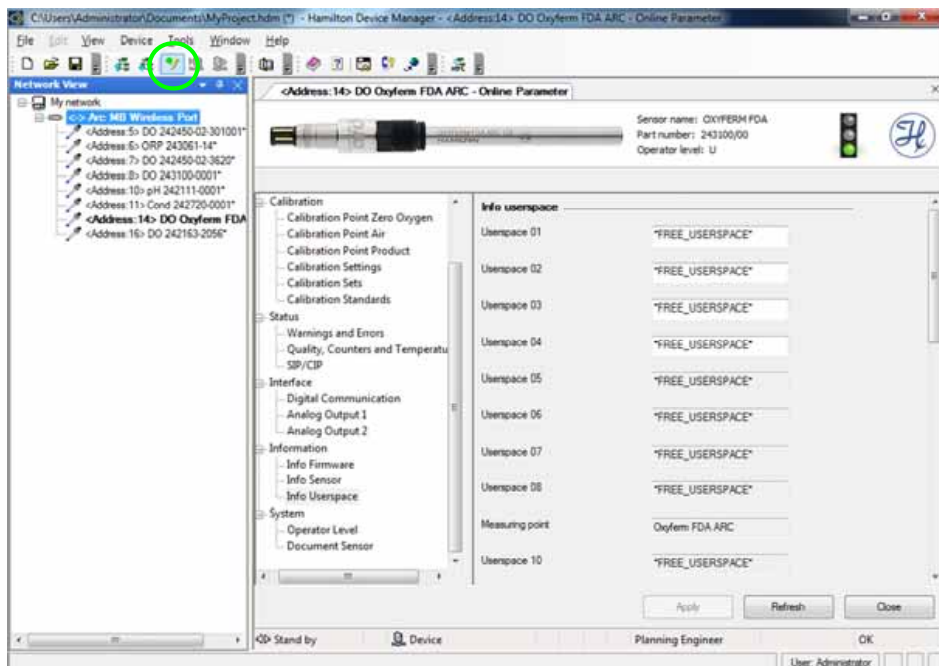 C:\Users\Administrator\Documents\MyProject.hdm (*) - Hamilton Device Manager - <Address:14> DO Oxyferm FDA ARC - Online Parameter
File Edit View Device Tools Window Help
Network View
My network
<-> Arc: MB Wireless Port
<Address:5> DO 242450-02-301001*
<Address:6> ORP 243061-14*
<Address:7> DO 242450-02-3620*
<Address:8> DO 243100-0001*
<Address:10> pH 242111-0001*
<Address:11> Cond 242720-0001*
<Address:14> DO Oxyferm FDA
<Address:16> DO 242163-2056*
<Address:14> DO Oxyferm FDA ARC - Online Parameter
Sensor name: OXYFERM FDA
Part number: 243100/00
Operator level: U
Calibration
Calibration Point Zero Oxygen
Calibration Point Air
Calibration Point Product
Calibration Settings
Calibration Sets
Calibration Standards
Status
Warnings and Errors
Quality, Counters and Temperatu
SIP/CIP
Interface
Digital Communication
Analog Output 1
Analog Output 2
Information
Info Firmware
Info Sensor
Info Userspace
System
Operator Level
Document Sensor
Info userspace
Userspace 01 *FREE_USERSPACE*
Userspace 02 *FREE_USERSPACE*
Userspace 03 *FREE_USERSPACE*
Userspace 04 *FREE_USERSPACE*
Userspace 05 *FREE_USERSPACE*
Userspace 06 *FREE_USERSPACE*
Userspace 07 *FREE_USERSPACE*
Userspace 08 *FREE_USERSPACE*
Measuring point Oxyferm FDA ARC
Userspace 10 *FREE_USERSPACE*
Apply Refresh Close
Stand by Device Planning Engineer OK
User: Administrator